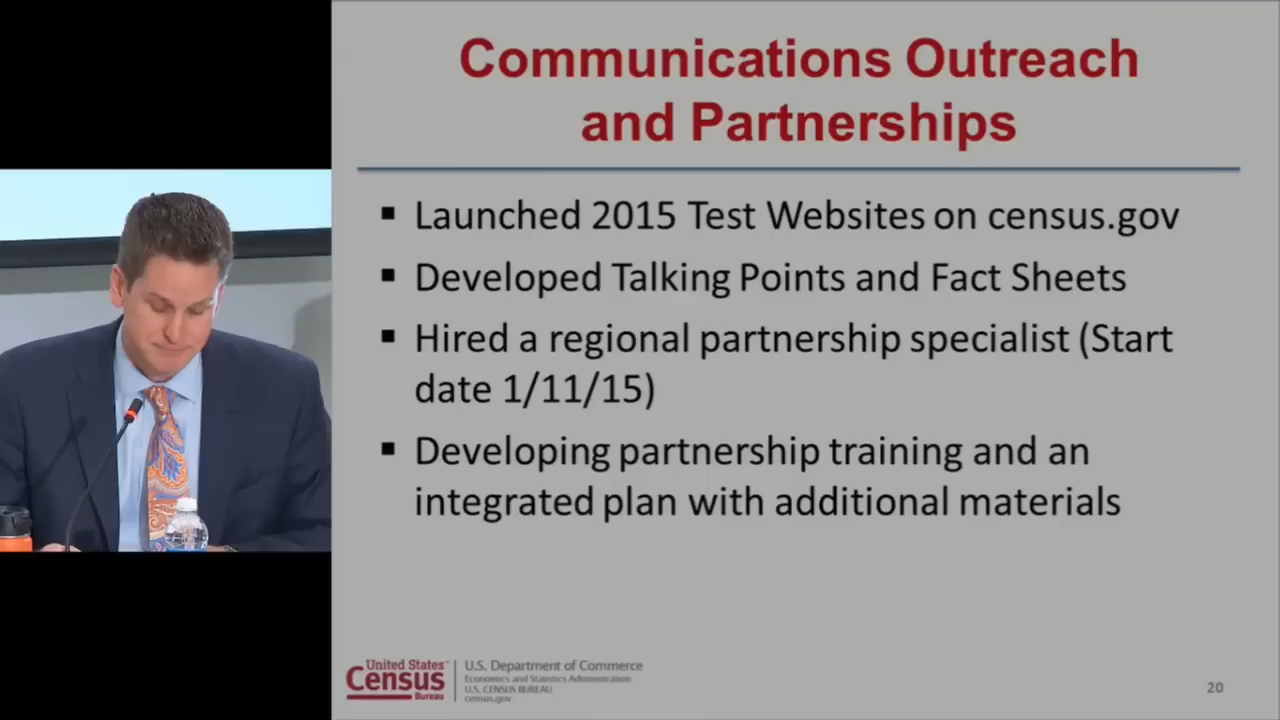 Communications Outreach
and Partnerships
▪ Launched 2015 Test Websites on census.gov
▪ Developed Talking Points and Fact Sheets
▪ Hired a regional partnership specialist (Start
date 1/11/15)
▪ Developing partnership training and an
integrated plan with additional materials
United States™
Census
Bureau
U.S. Department of Commerce
Economics and Statistics Administration
U.S. CENSUS BUREAU
census.gov
20